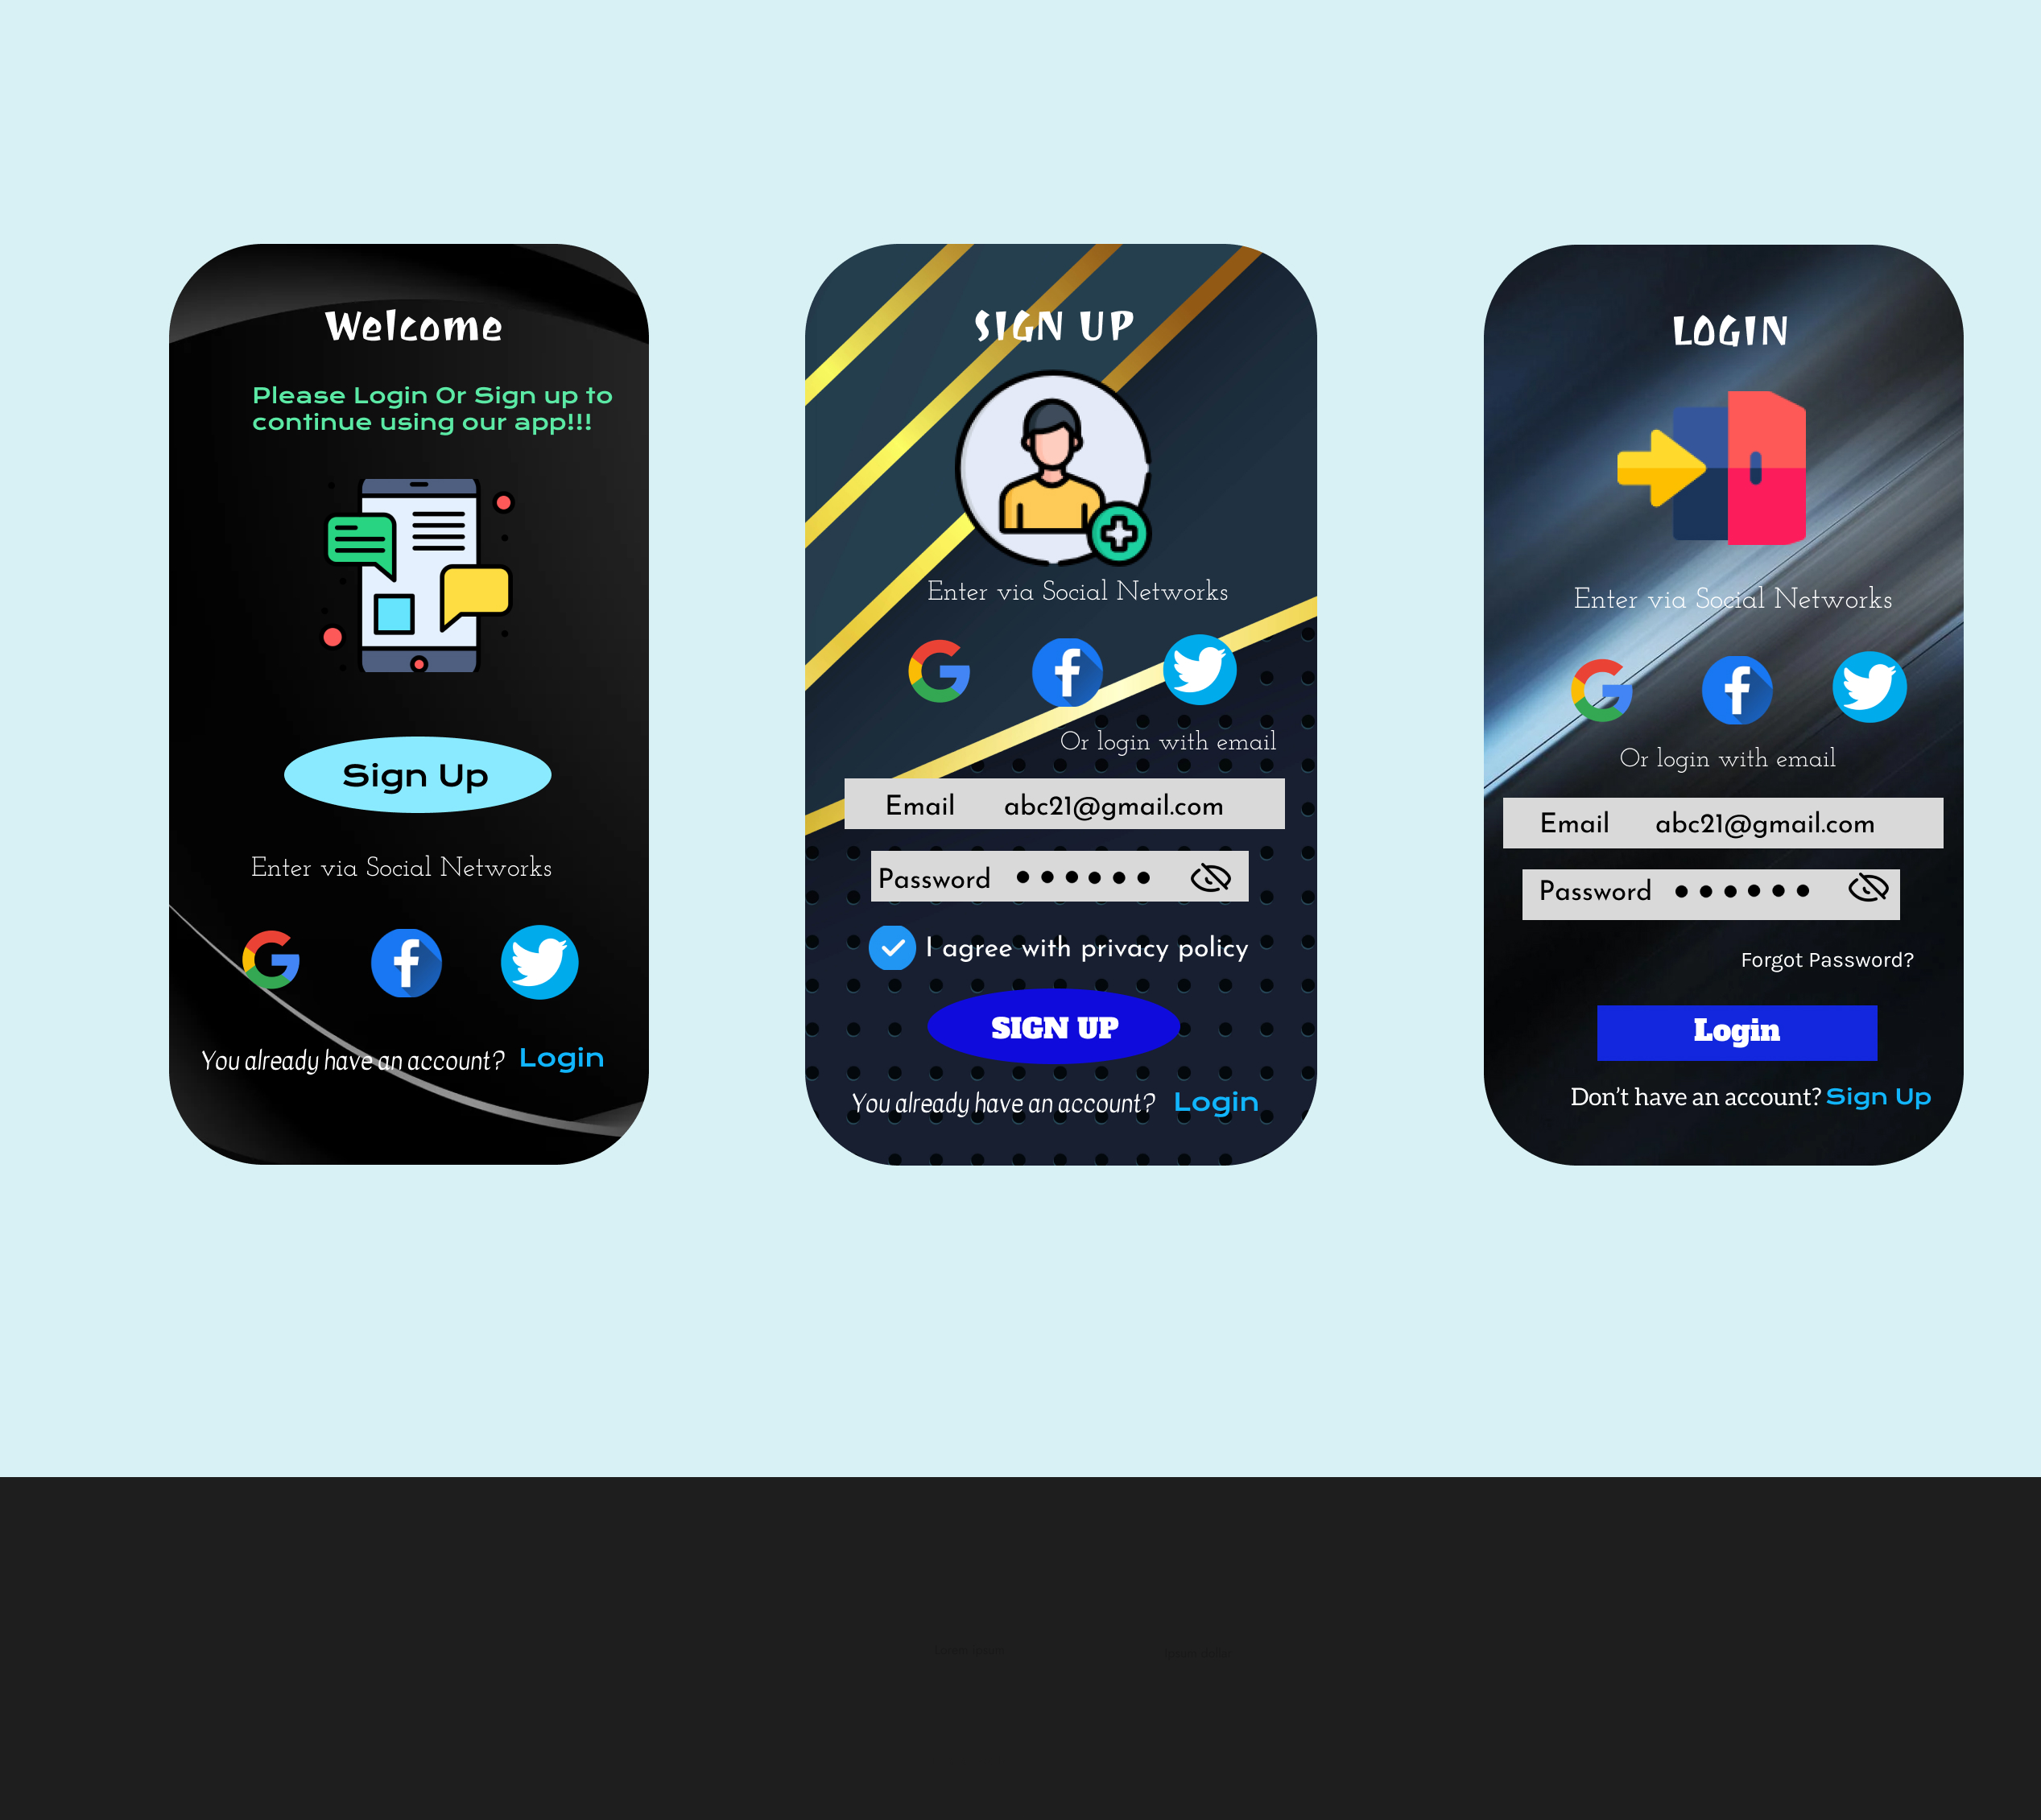 Welcome
Please Login Or Sign up to
continue using our app!!!
Sign Up
Enter via Social Networks
You already have an account? Login
SIGN UP
Enter via Social Networks
Or login with email
Email abc21@gmail.com
Password
I agree with privacy policy
SIGN UP
You already have an account? Login
LOGIN
Enter via Social Networks
Or login with email
Email abc21@gmail.com
Password
Forgot Password?
Login
Don't have an account? Sign Up